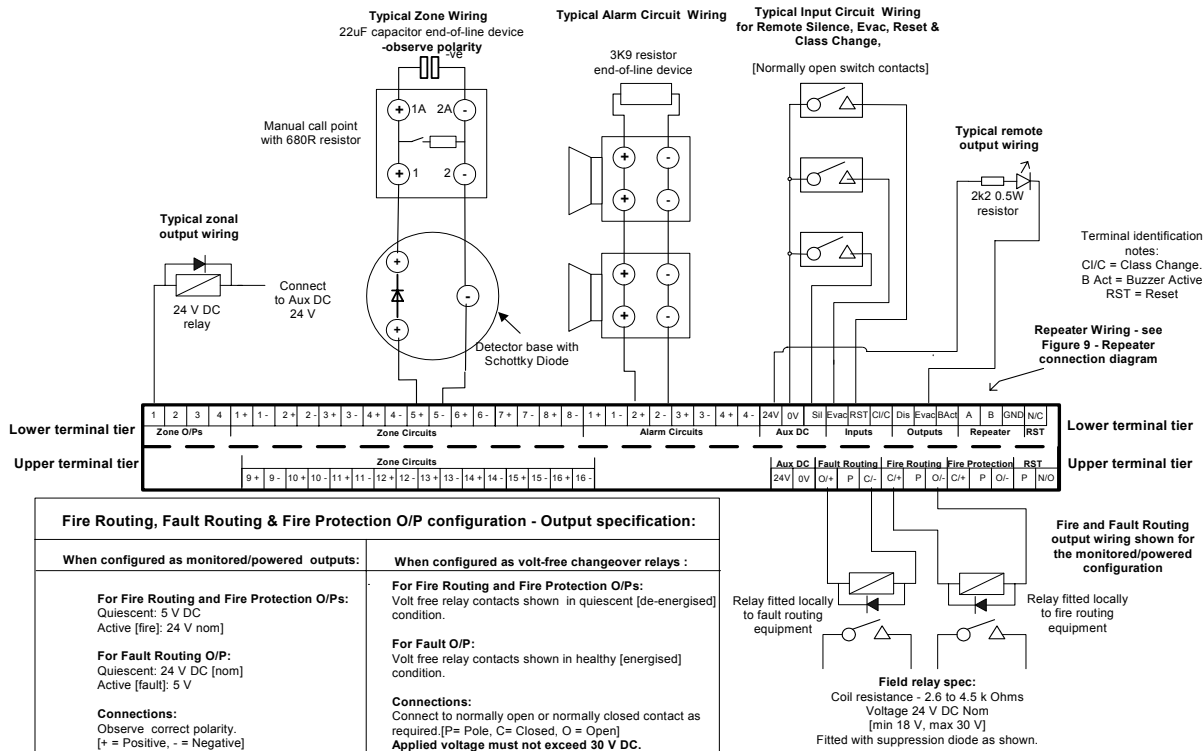 Typical Zone Wiring
22uF capacitor end-of-line device
-observe polarity
-ve
+ 1A 2A -
Manual call point
with 680R resistor
+ 1 2 -
+
-
+
Detector base with
Schottky Diode
Typical Alarm Circuit Wiring
3K9 resistor
end-of-line device
+ -
+ -
+ -
+ -
Typical Input Circuit Wiring
for Remote Silence, Evac, Reset &
Class Change,
[Normally open switch contacts]
Typical remote
output wiring
2k2 0.5W
resistor
Terminal identification
notes:
Cl/C = Class Change.
B Act = Buzzer Active
RST = Reset
Typical zonal
output wiring
24 V DC
relay
Connect
to Aux DC
24 V
Repeater Wiring - see
Figure 9 - Repeater
connection diagram
Lower terminal tier
1 2 3 4 1 + 1 - 2 + 2 - 3 + 3 - 4 + 4 - 5 + 5 - 6 + 6 - 7 + 7 - 8 + 8 - 1 + 1 - 2 + 2 - 3 + 3 - 4 + 4 - 24V 0V Sil Evac RST Cl/C Dis Evac BAct A B GND N/C
Zone O/Ps Zone Circuits Alarm Circuits Aux DC Inputs Outputs Repeater RST
Lower terminal tier
Upper terminal tier
Zone Circuits Aux DC Fault Routing Fire Routing Fire Protection RST
9 + 9 - 10 + 10 - 11 + 11 - 12 + 12 - 13 + 13 - 14 + 14 - 15 + 15 - 16 + 16 - 24V 0V O/+ P C/- C/+ P O/- C/+ P O/- P N/O
Upper terminal tier
Fire Routing, Fault Routing & Fire Protection O/P configuration - Output specification:
When configured as monitored/powered outputs:
For Fire Routing and Fire Protection O/Ps:
Quiescent: 5 V DC
Active [fire]: 24 V nom]
For Fault Routing O/P:
Quiescent: 24 V DC [nom]
Active [fault]: 5 V
Connections:
Observe correct polarity.
[+ = Positive, - = Negative]
When configured as volt-free changeover relays :
For Fire Routing and Fire Protection O/Ps:
Volt free relay contacts shown in quiescent [de-energised]
condition.
For Fault O/P:
Volt free relay contacts shown in healthy [energised]
condition.
Connections:
Connect to normally open or normally closed contact as
required.[P= Pole, C= Closed, O = Open]
Applied voltage must not exceed 30 V DC.
Fire and Fault Routing
output wiring shown for
the monitored/powered
configuration
Relay fitted locally
to fault routing
equipment
Relay fitted locally
to fire routing
equipment
Field relay spec:
Coil resistance - 2.6 to 4.5 k Ohms
Voltage 24 V DC Nom
[min 18 V, max 30 V]
Fitted with suppression diode as shown.